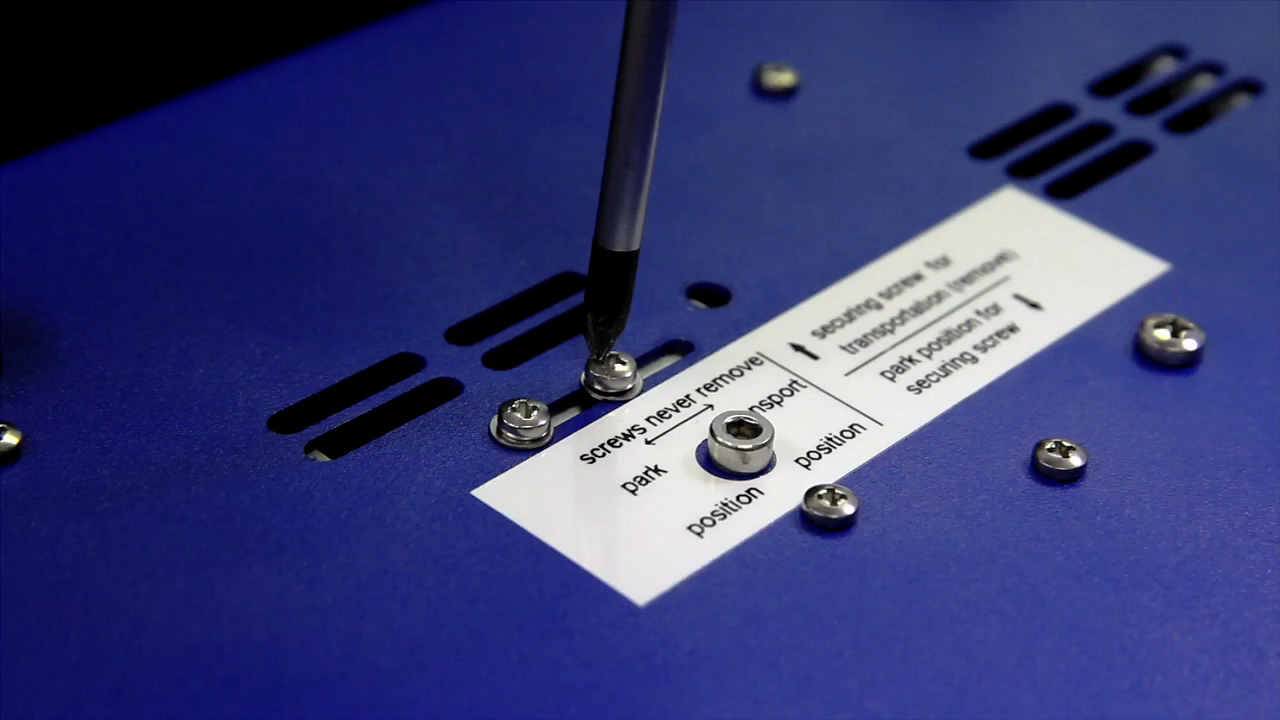 securing screw for
transportation (remove)
park position for
securing screw
screws never remove
park
position
nsport
position